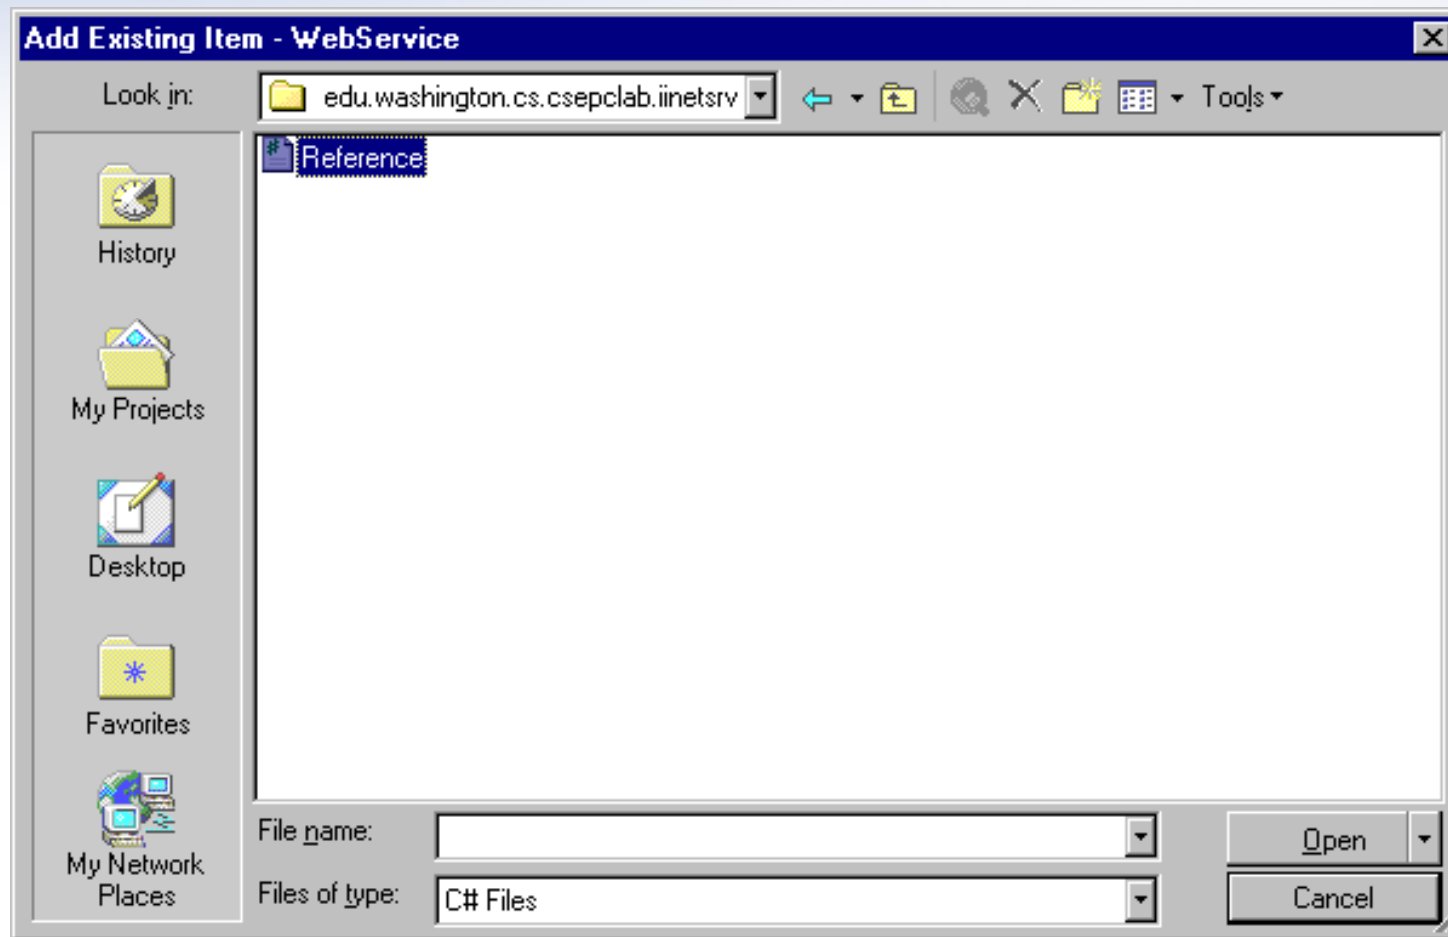 Add Existing Item - WebService
Look in:
edu.washington.cs.csepclab.iinetsrv
Tools
Reference
History
My Projects
Desktop
Favorites
My Network
Places
File name:
Open
Files of type:
C# Files
Cancel